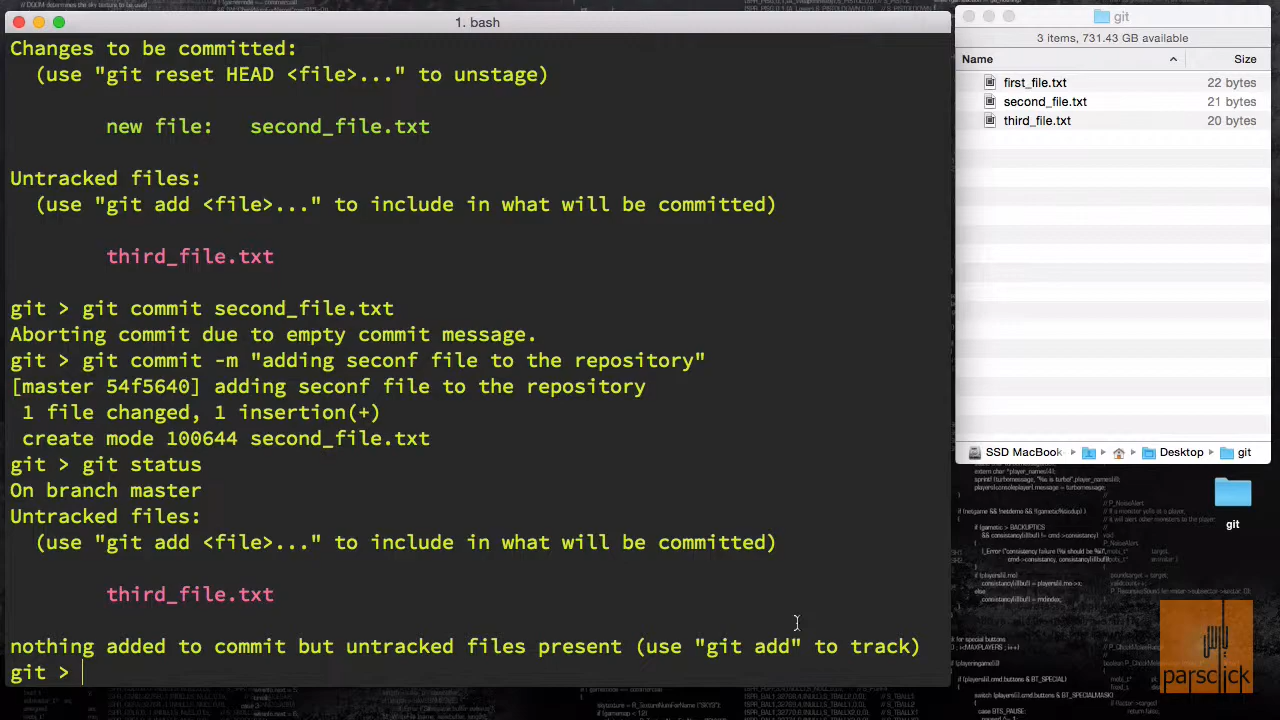 1. bash
Changes to be committed:
(use "git reset HEAD <file>..." to unstage)
new file:   second_file.txt
Untracked files:
(use "git add <file>..." to include in what will be committed)
third_file.txt
git > git commit second_file.txt
Aborting commit due to empty commit message.
git > git commit -m "adding seconf file to the repository"
[master 54f5640] adding seconf file to the repository
1 file changed, 1 insertion(+)
create mode 100644 second_file.txt
git > git status
On branch master
Untracked files:
(use "git add <file>..." to include in what will be committed)
third_file.txt
nothing added to commit but untracked files present (use "git add" to track)
git >
git
3 items, 731.43 GB available
Name Size
first_file.txt 22 bytes
second_file.txt 21 bytes
third_file.txt 20 bytes
SSD MacBook Desktop git
git
parsclick